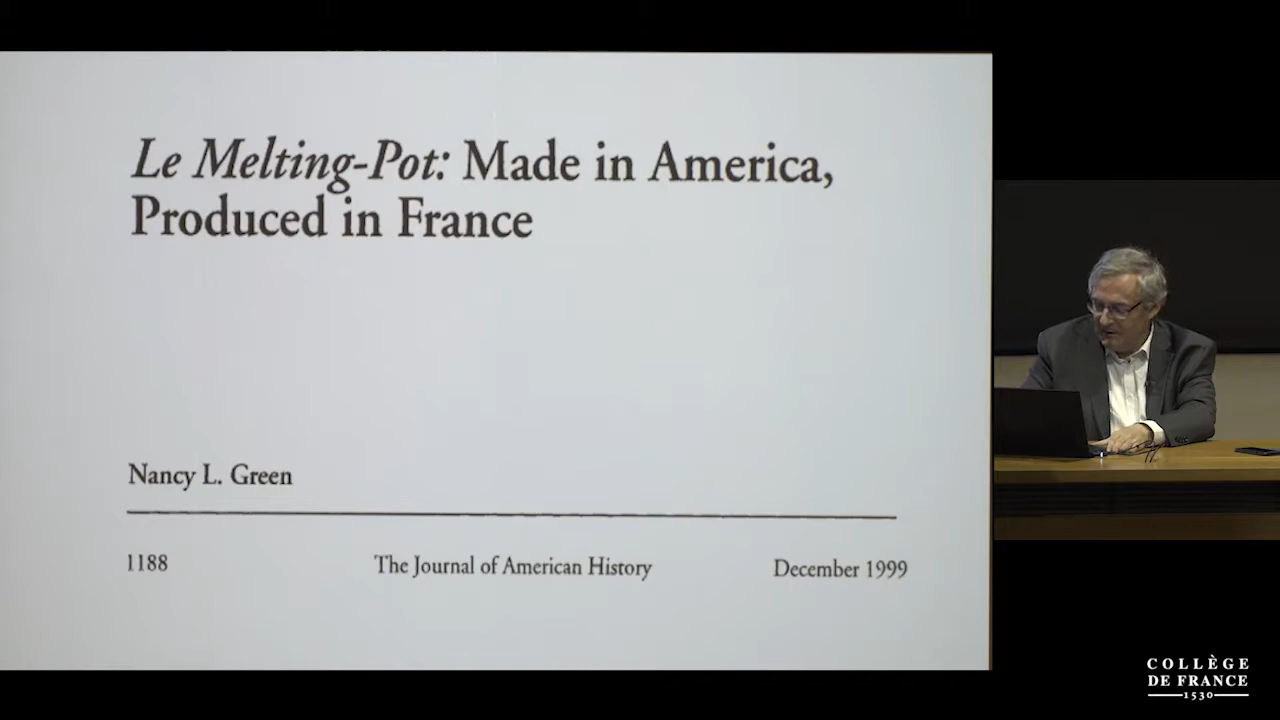 Le Melting-Pot: Made in America,
Produced in France
Nancy L. Green
1188 The Journal of American History December 1999
COLLÈGE
DE FRANCE
1530